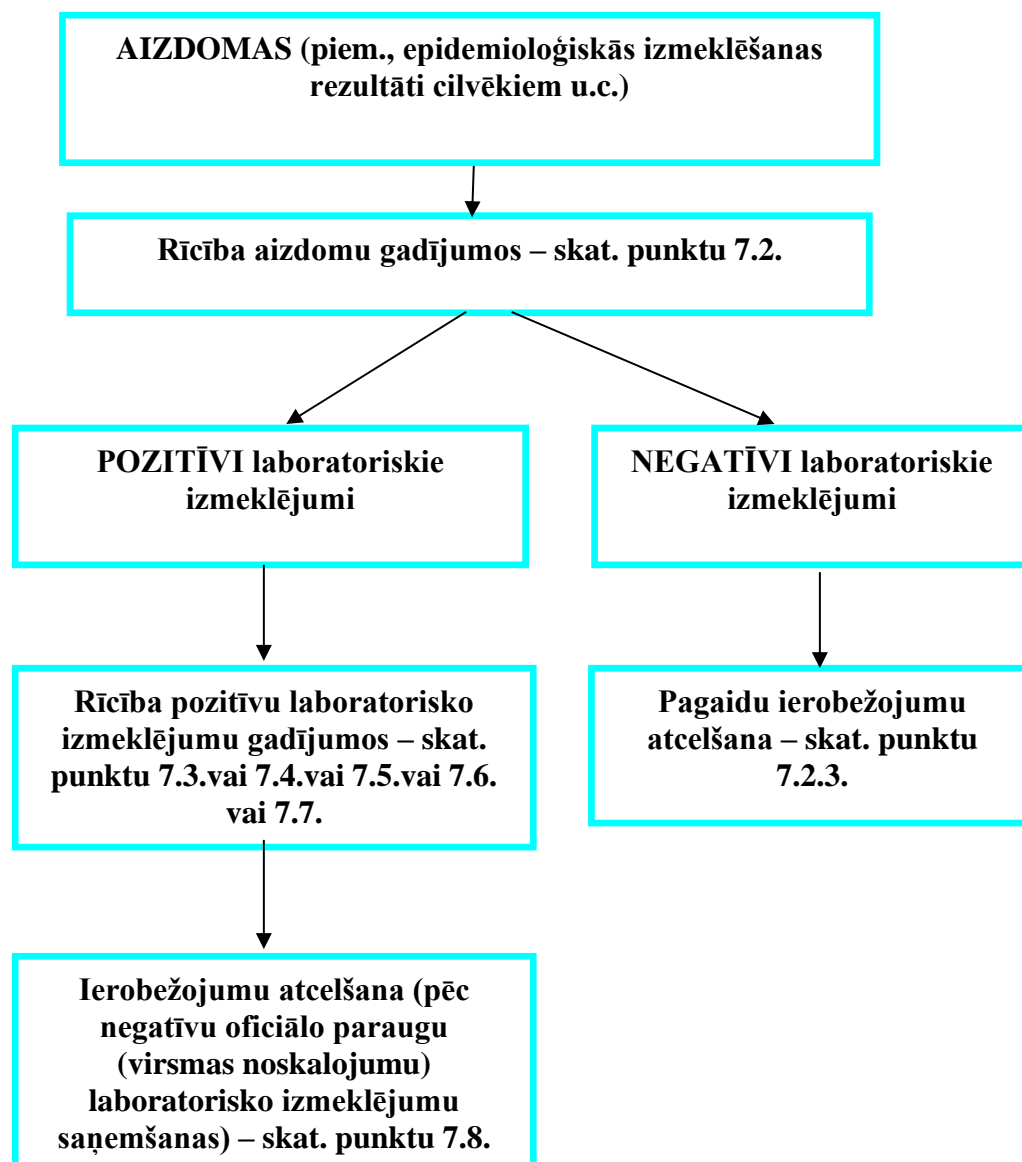 AIZDOMAS (piem., epidemioloģiskās izmeklēšanas
rezultāti cilvēkiem u.c.)
Rīcība aizdomu gadījumos – skat. punktu 7.2.
POZITĪVI laboratoriskie
izmeklējumi
NEGATĪVI laboratoriskie
izmeklējumi
Rīcība pozitīvu laboratorisko
izmeklējumu gadījumos – skat.
punktu 7.3.vai 7.4.vai 7.5.vai 7.6.
vai 7.7.
Pagaidu ierobežojumu
atcelšana – skat. punktu
7.2.3.
Ierobežojumu atcelšana (pēc
negatīvu oficiālo paraugu
(virsmas noskalojumu)
laboratorisko izmeklējumu
saņemšanas) – skat. punktu 7.8.